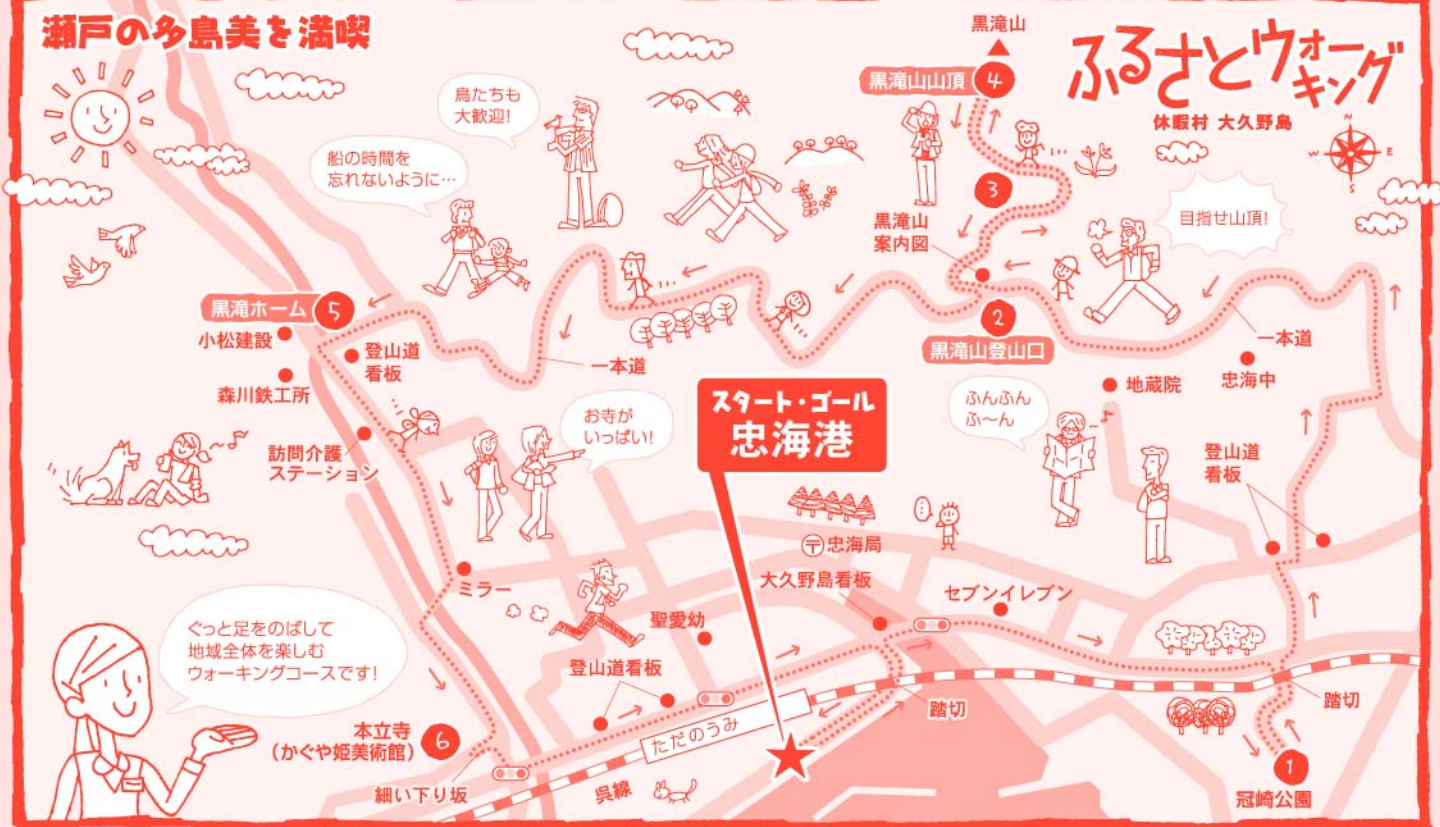 瀬戸の多島美を満喫
ふるさとウォーキング
休暇村 大久野島
N
W
E
S
黒滝山
黒滝山山頂
4
鳥たちも
大歓迎!
船の時間を
忘れないように…
3
黒滝山
案内図
目指せ山頂!
黒滝ホーム
5
小松建設
森川鉄工所
登山道
看板
一本道
2
黒滝山登山口
一本道
忠海中
地蔵院
スタート・ゴール
忠海港
ふんふん
ふ〜ん
お寺が
いっぱい!
訪問介護
ステーション
登山道
看板
〒忠海局
大久野島看板
セブンイレブン
ミラー
聖愛幼
登山道看板
ぐっと足をのばして
地域全体を楽しむ
ウォーキングコースです!
本立寺
(かぐや姫美術館)
6
細い下り坂
ただのうみ
呉線
踏切
踏切
1
冠崎公園